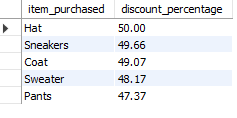 item_purchased discount_percentage
Hat 50.00
Sneakers 49.66
Coat 49.07
Sweater 48.17
Pants 47.37